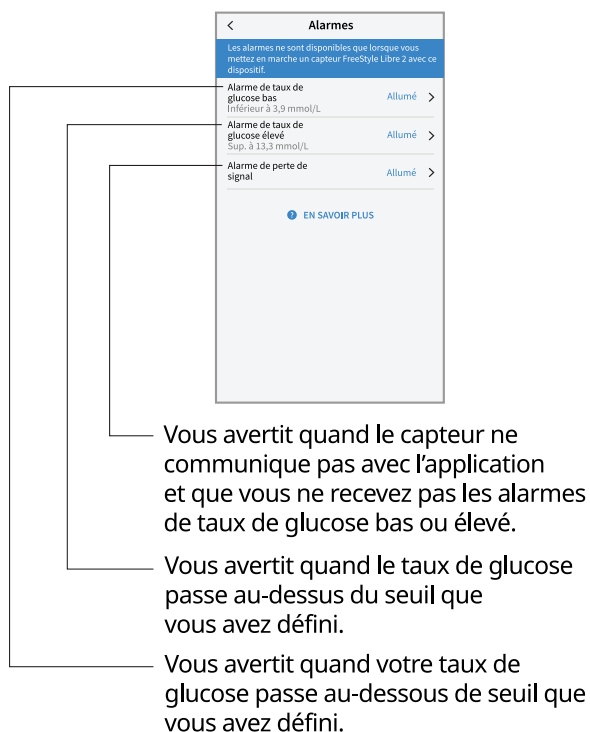 Alarmes
Les alarmes ne sont disponibles que lorsque vous
mettez en marche un capteur FreeStyle Libre 2 avec ce
dispositif.
Alarme de taux de
glucose bas
Inférieur à 3,9 mmol/L
Allumé
Alarme de taux de
glucose élevé
Sup. à 13,3 mmol/L
Allumé
Alarme de perte de
signal
Allumé
? EN SAVOIR PLUS
Vous avertit quand le capteur ne
communique pas avec l’application
et que vous ne recevez pas les alarmes
de taux de glucose bas ou élevé.
Vous avertit quand le taux de glucose
passe au-dessus du seuil que
vous avez défini.
Vous avertit quand votre taux de
glucose passe au-dessous de seuil que
vous avez défini.